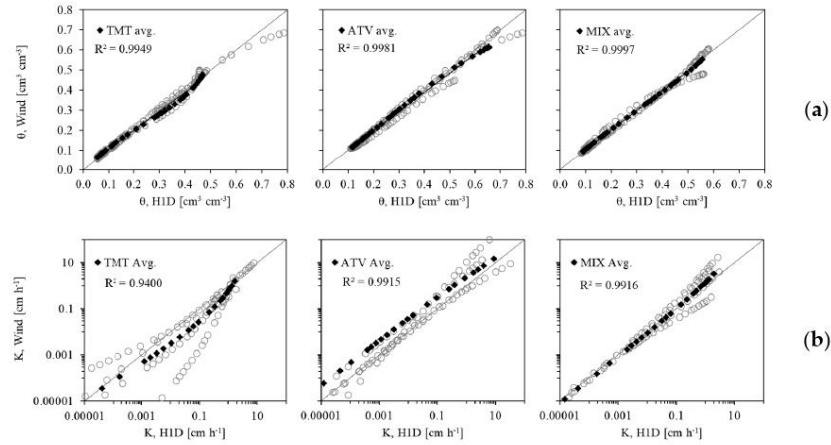 0.8
0.7
0.6
0.5
0.4
0.3
0.2
0.1
0.0
θ, Wind [cm³ cm⁻³]
TMT avg.
R² = 0.9949
0.0 0.1 0.2 0.3 0.4 0.5 0.6 0.7 0.8
θ, H1D [cm³ cm⁻³]
ATV avg.
R² = 0.9981
0.0 0.1 0.2 0.3 0.4 0.5 0.6 0.7 0.8
θ, H1D [cm³ cm⁻³]
MIX avg.
R² = 0.9997
0.0 0.1 0.2 0.3 0.4 0.5 0.6 0.7 0.8
θ, H1D [cm³ cm⁻³]
(a)
10
0.1
0.001
0.00001
K, Wind [cm h⁻¹]
TMT Avg.
R² = 0.9400
0.00001 0.001 0.1 10
K, H1D [cm h⁻¹]
ATV Avg.
R² = 0.9915
0.00001 0.001 0.1 10
K, H1D [cm h⁻¹]
MIX Avg.
R² = 0.9916
0.00001 0.001 0.1 10
K, H1D [cm h⁻¹]
(b)